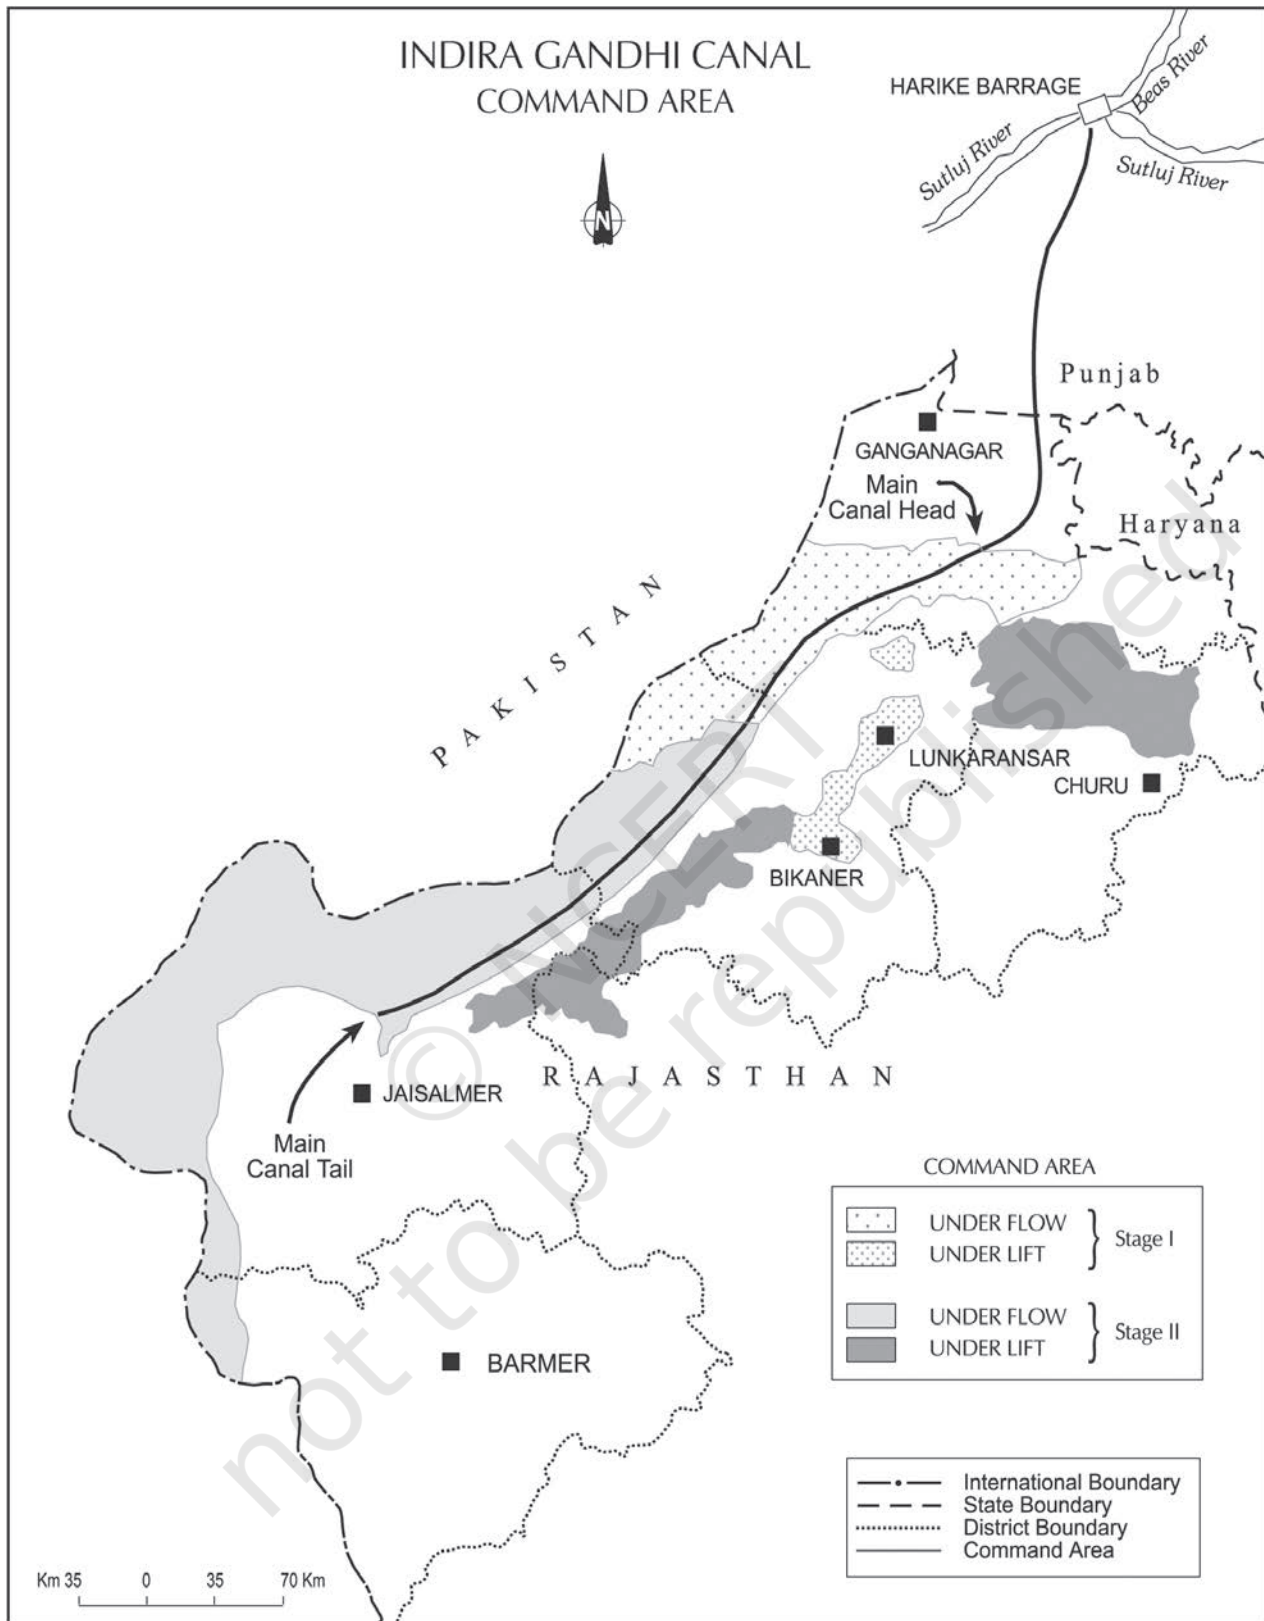 INDIRA GANDHI CANAL
COMMAND AREA
HARIKE BARRAGE
Beas River
Sutluj River
Sutluj River
N
Punjab
GANGANAGAR
Main
Canal Head
Haryana
PAKISTAN
LUNKARANSAR
CHURU
BIKANER
RAJASTHAN
JAISALMER
Main
Canal Tail
BARMER
COMMAND AREA
UNDER FLOW
UNDER LIFT
Stage I
UNDER FLOW
UNDER LIFT
Stage II
International Boundary
State Boundary
District Boundary
Command Area
Km 35 0 35 70 Km
© NCERT
not to be republished